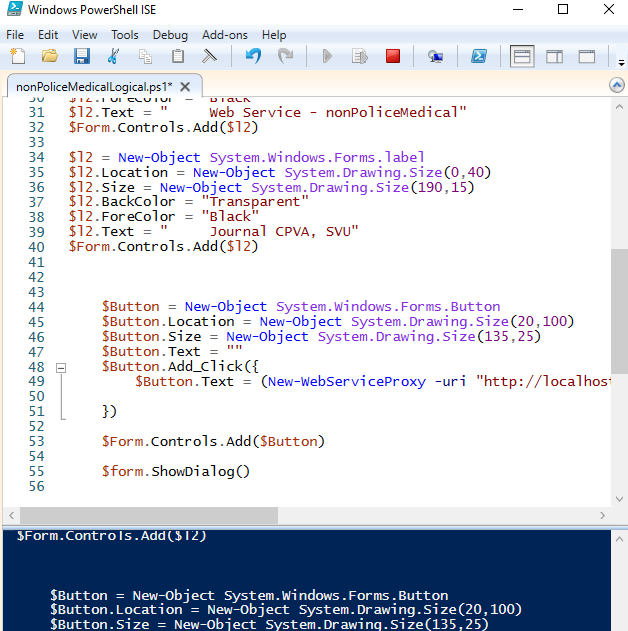 Windows PowerShell ISE
File Edit View Tools Debug Add-ons Help
nonPoliceMedicalLogical.ps1*
30 $l2.ForeColor = "Black"
31 $l2.Text = "     Web Service - nonPoliceMedical"
32 $Form.Controls.Add($l2)
33
34 $l2 = New-Object System.Windows.Forms.label
35 $l2.Location = New-Object System.Drawing.Size(0,40)
36 $l2.Size = New-Object System.Drawing.Size(190,15)
37 $l2.BackColor = "Transparent"
38 $l2.ForeColor = "Black"
39 $l2.Text = "     Journal CPVA, SVU"
40 $Form.Controls.Add($l2)
41
42
43
44     $Button = New-Object System.Windows.Forms.Button
45     $Button.Location = New-Object System.Drawing.Size(20,100)
46     $Button.Size = New-Object System.Drawing.Size(135,25)
47     $Button.Text = ""
48     $Button.Add_Click({
49         $Button.Text = (New-WebServiceProxy -uri "http://localhost
50
51     })
52
53     $Form.Controls.Add($Button)
54
55     $form.ShowDialog()
56
$Form.Controls.Add($l2)
$Button = New-Object System.Windows.Forms.Button
$Button.Location = New-Object System.Drawing.Size(20,100)
$Button.Size = New-Object System.Drawing.Size(135,25)